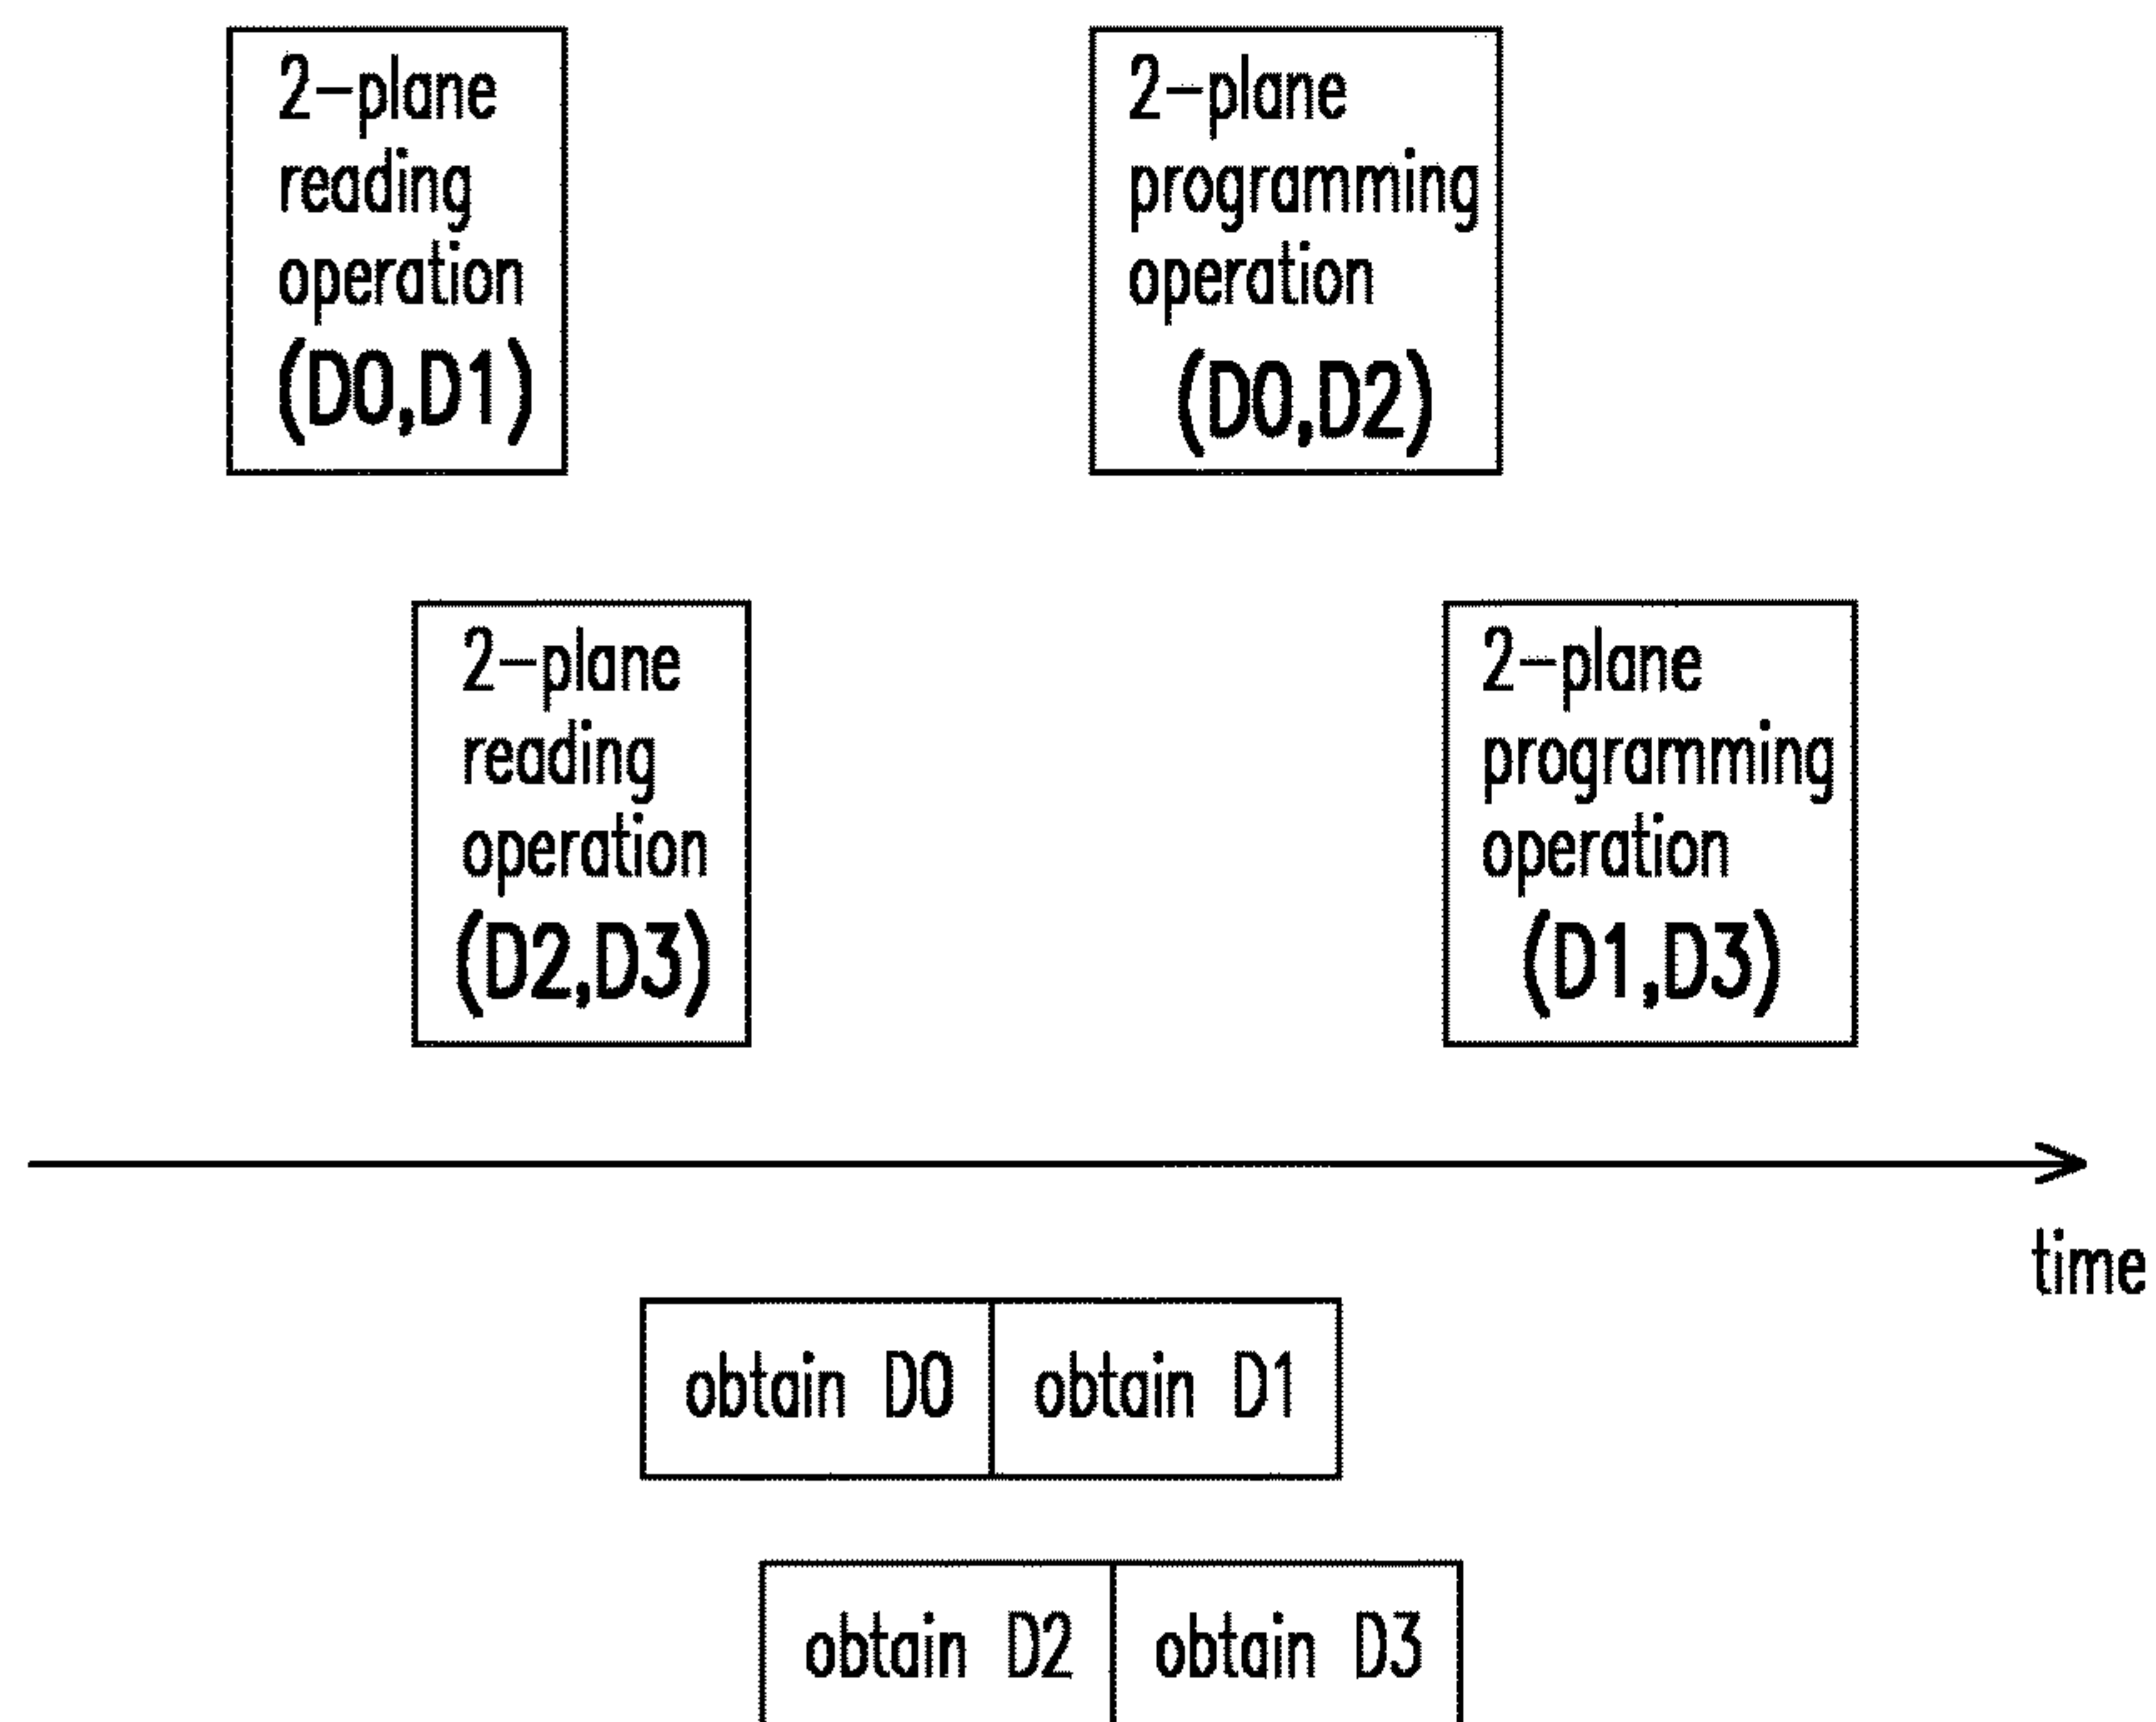 2-plane
reading
operation
(D0,D1)
2-plane
programming
operation
(D0,D2)
2-plane
reading
operation
(D2,D3)
2-plane
programming
operation
(D1,D3)
time
obtain D0
obtain D1
obtain D2
obtain D3